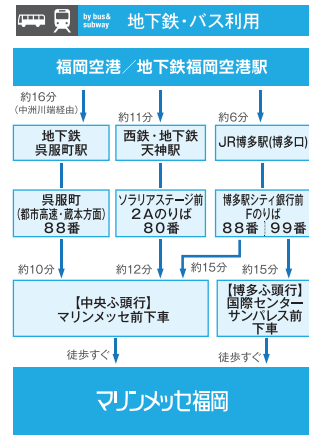 by bus&
subway
地下鉄・バス利用
福岡空港／地下鉄福岡空港駅
約16分
(中洲川端経由)
約11分
約6分
地下鉄
呉服町駅
西鉄・地下鉄
天神駅
JR博多駅(博多口)
呉服町
(都市高速・蔵本方面)
88番
ソラリアステージ前
2Aのりば
80番
博多駅シティ銀行前
Fのりば
88番 99番
約10分
約12分
約15分
約15分
【中央ふ頭行】
マリンメッセ前下車
【博多ふ頭行】
国際センター
サンパレス前
下車
徒歩すぐ
徒歩すぐ
マリンメッセ福岡